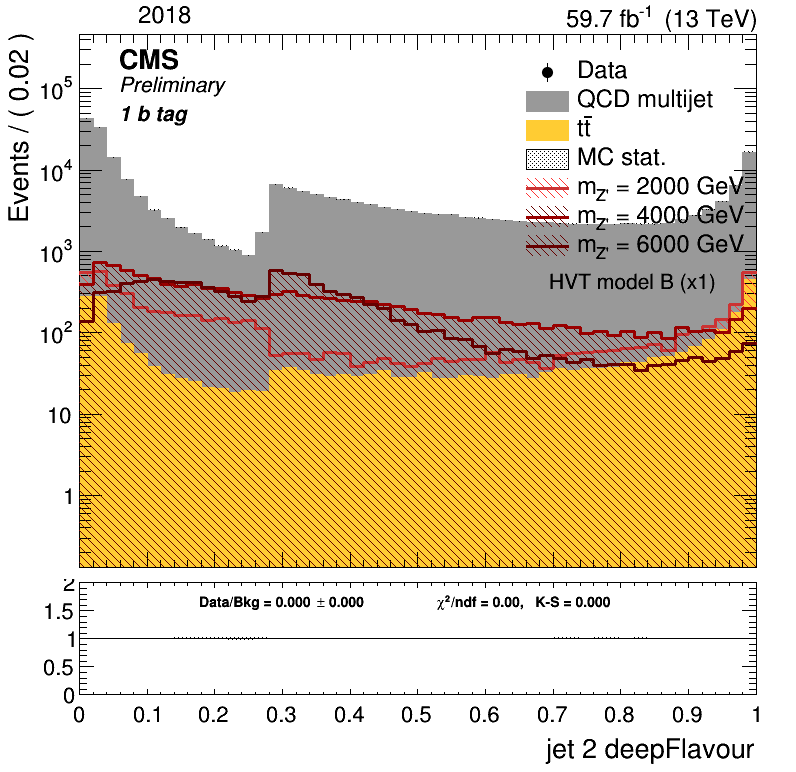 2018
59.7 fb⁻¹ (13 TeV)
CMS
Preliminary
1 b tag
Data
QCD multijet
tt̄
MC stat.
m_Z' = 2000 GeV
m_Z' = 4000 GeV
m_Z' = 6000 GeV
HVT model B (x1)
Events / ( 0.02 )
10⁵
10⁴
10³
10²
10
1
2
1.5
1
0.5
0
Data/Bkg = 0.000 ± 0.000
χ²/ndf = 0.00, K-S = 0.000
0 0.1 0.2 0.3 0.4 0.5 0.6 0.7 0.8 0.9 1
jet 2 deepFlavour